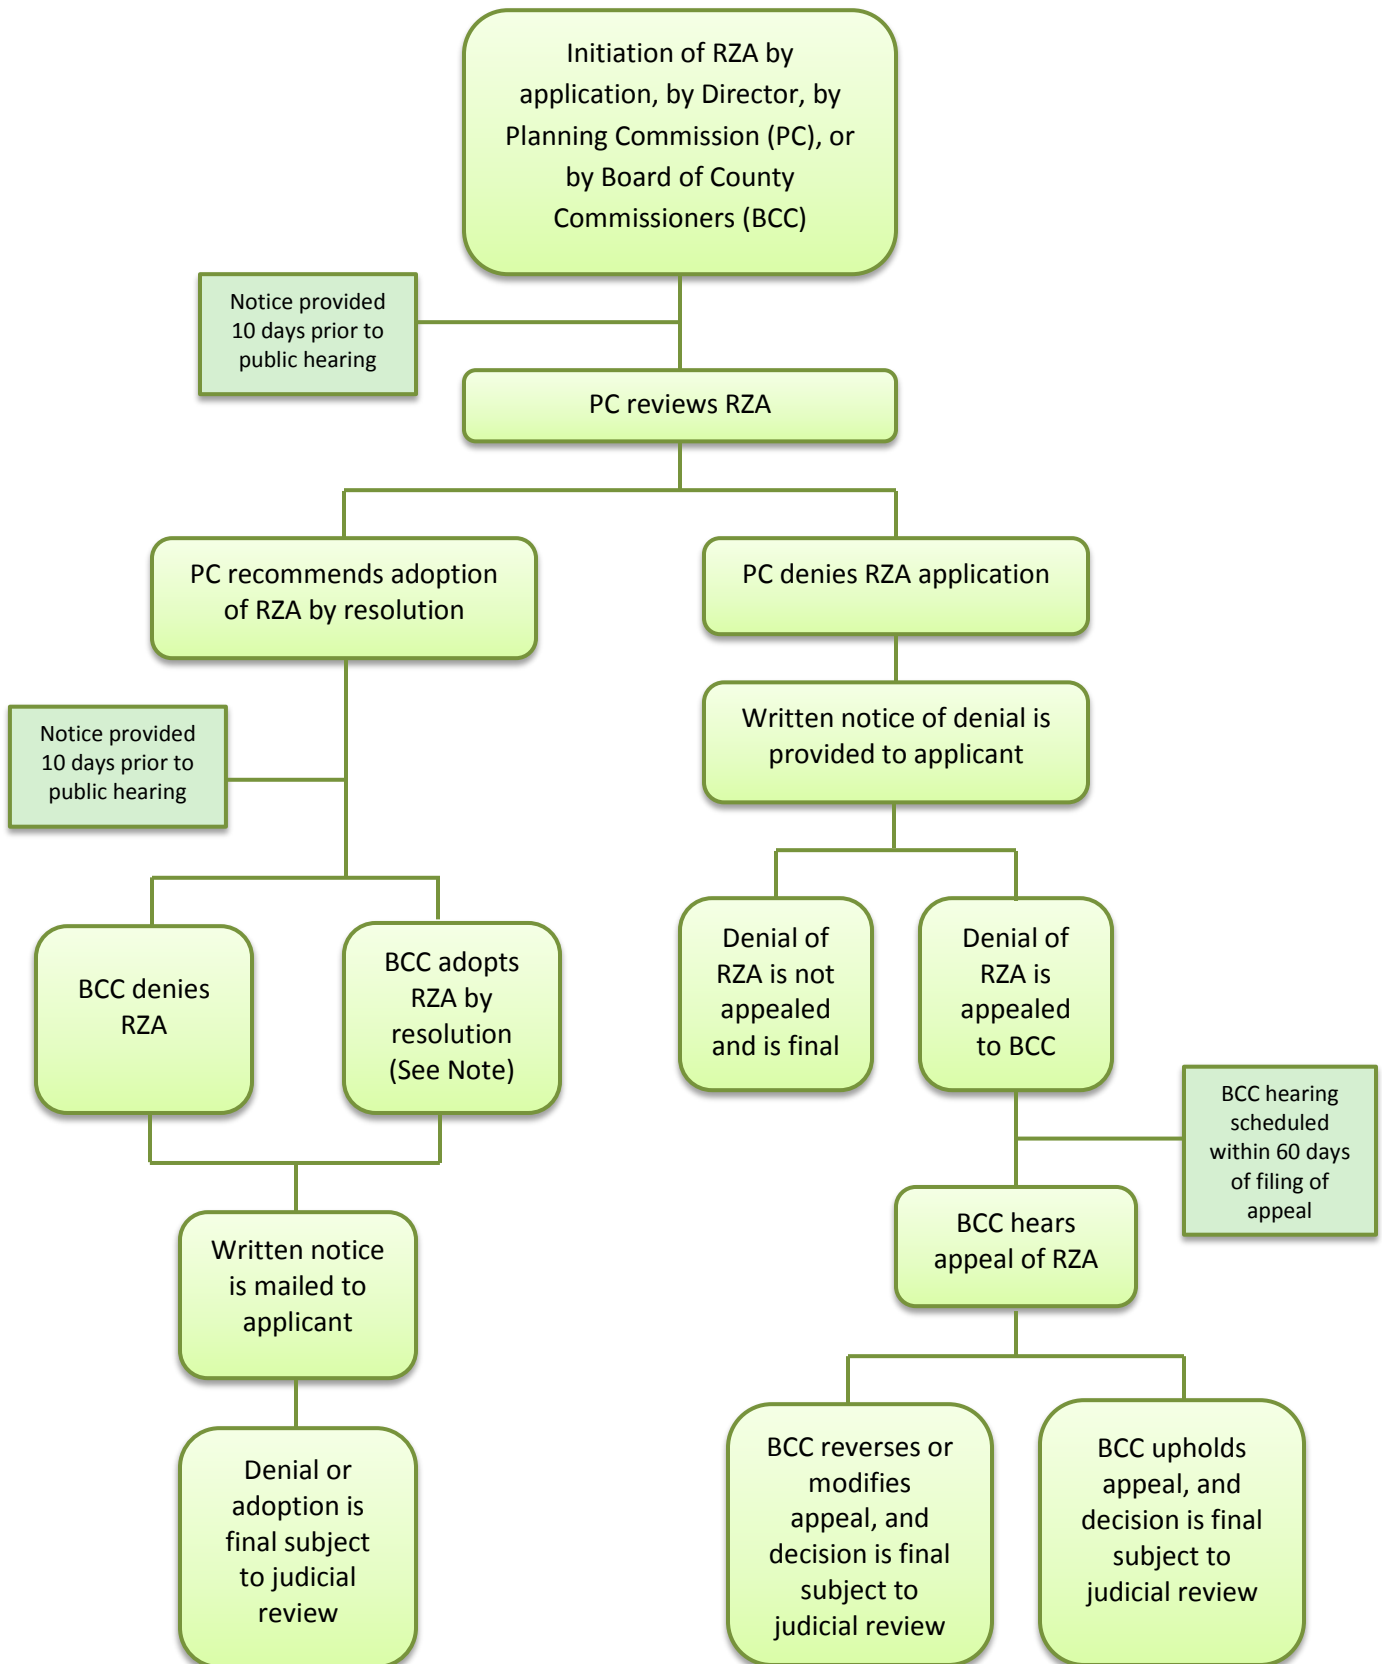 Initiation of RZA by
application, by Director, by
Planning Commission (PC), or
by Board of County
Commissioners (BCC)
Notice provided
10 days prior to
public hearing
PC reviews RZA
PC recommends adoption
of RZA by resolution
PC denies RZA application
Written notice of denial is
provided to applicant
Notice provided
10 days prior to
public hearing
BCC denies
RZA
BCC adopts
RZA by
resolution
(See Note)
Denial of
RZA is not
appealed
and is final
Denial of
RZA is
appealed
to BCC
BCC hearing
scheduled
within 60 days
of filing of
appeal
Written notice
is mailed to
applicant
BCC hears
appeal of RZA
Denial or
adoption is
final subject
to judicial
review
BCC reverses or
modifies
appeal, and
decision is final
subject to
judicial review
BCC upholds
appeal, and
decision is final
subject to
judicial review